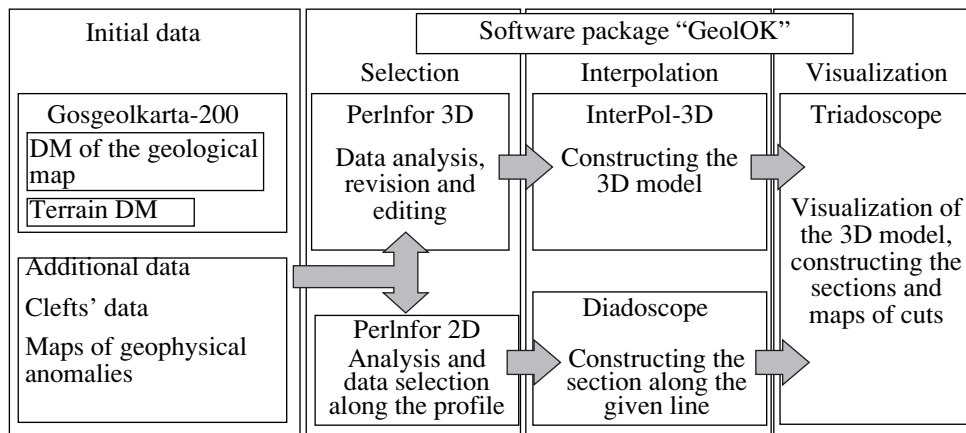 Initial data
Software package “GeolOK”
Selection
Interpolation
Visualization
Gosgeolkarta-200
DM of the geological
map
Terrain DM
Additional data
Clefts’ data
Maps of geophysical
anomalies
PerInfor 3D
Data analysis,
revision and
editing
PerInfor 2D
Analysis and
data selection
along the profile
InterPol-3D
Constructing the
3D model
Diadoscope
Constructing the
section along the
given line
Triadoscope
Visualization of
the 3D model,
constructing the
sections and
maps of cuts